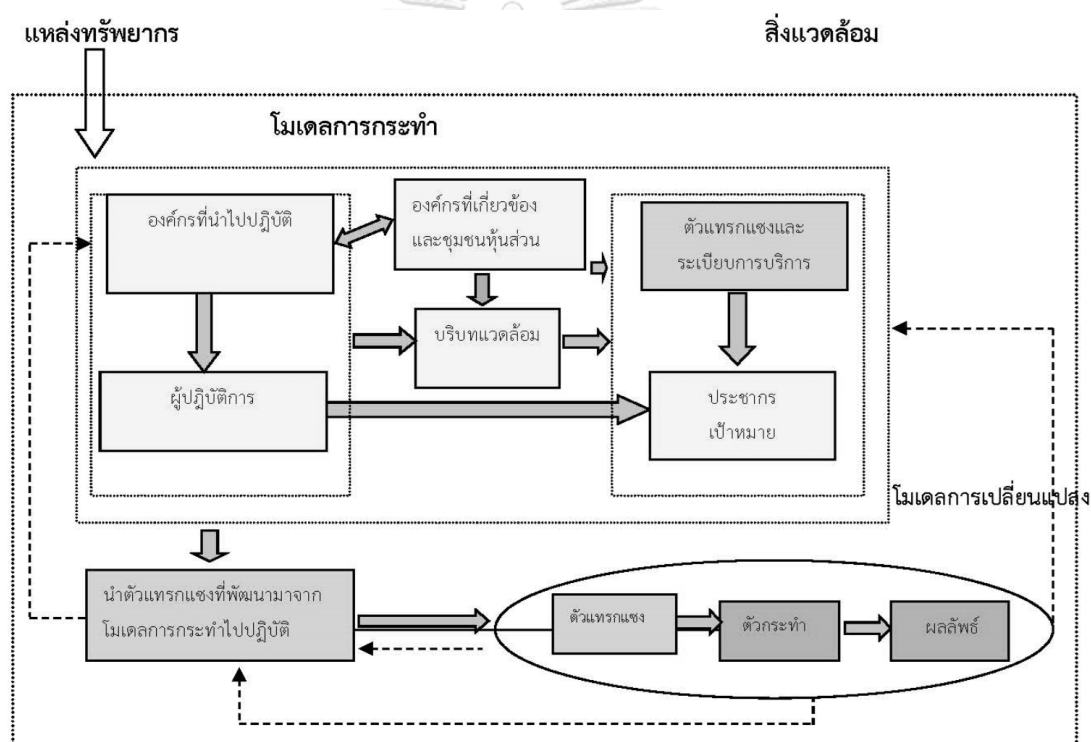 แหล่งทรัพยากร
สิ่งแวดล้อม
โมเดลการกระทำ
องค์กรที่นำไปปฎิบัติ
องค์กรที่เกี่ยวข้อง
และชุมชนหุ้นส่วน
ตัวแทรกแซงและ
ระเบียบการบริการ
บริบทแวดล้อม
ผู้ปฎิบัติการ
ประชากร
เป้าหมาย
โมเดลการเปลี่ยนแปลง
นำตัวแทรกแซงที่พัฒนามาจาก
โมเดลการกระทำไปปฎิบัติ
ตัวแทรกแซง
ตัวกระทำ
ผลลัพธ์